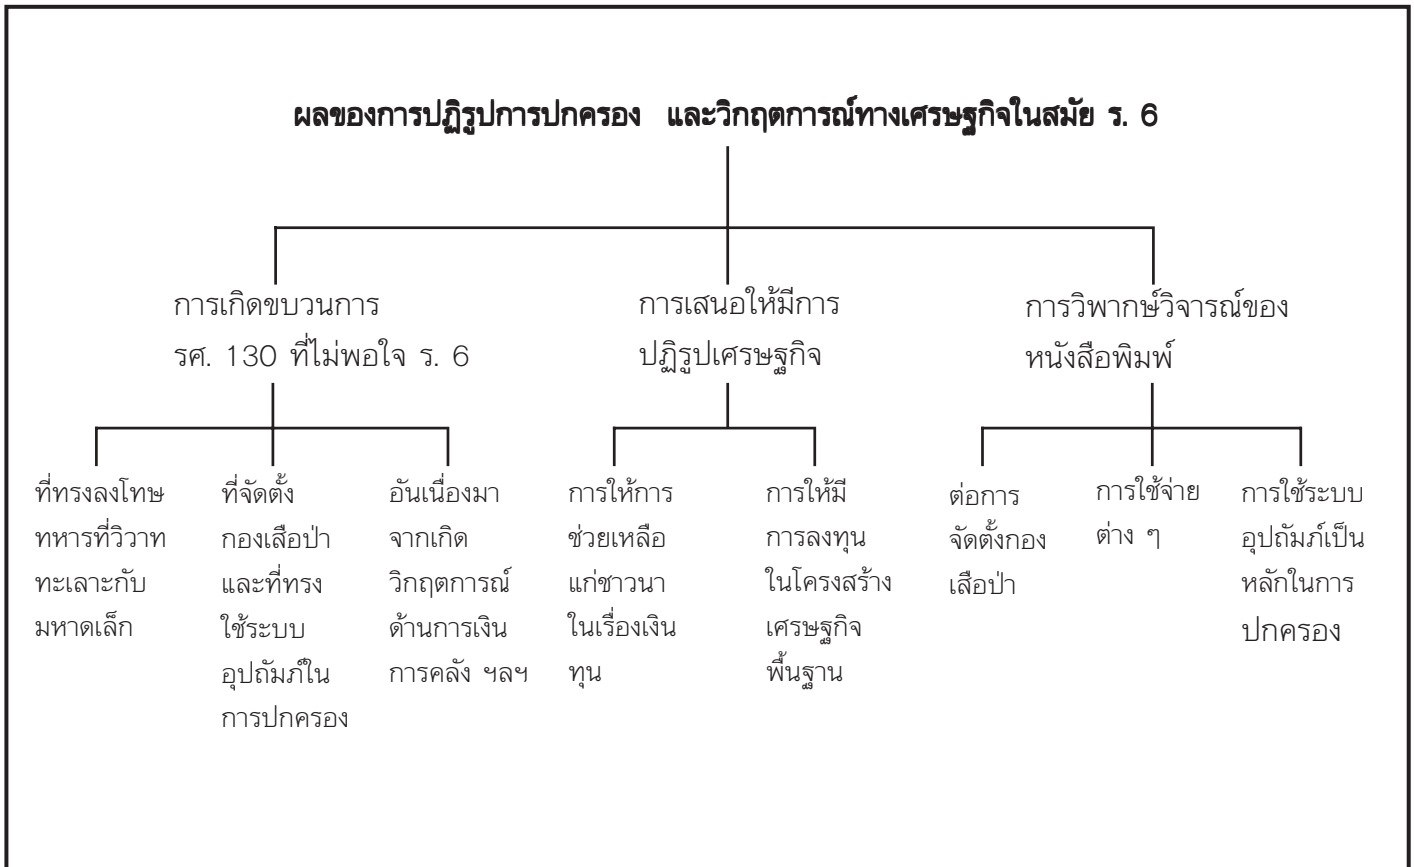 ผลของการปฏิรูปการปกครอง และวิกฤตการณ์ทางเศรษฐกิจในสมัย ร. 6
การเกิดขบวนการ
รศ. 130 ที่ไม่พอใจ ร. 6
การเสนอให้มีการ
ปฏิรูปเศรษฐกิจ
การวิพากษ์วิจารณ์ของ
หนังสือพิมพ์
ที่ทรงลงโทษ
ทหารที่วิวาท
ทะเลาะกับ
มหาดเล็ก
ที่จัดตั้ง
กองเสือป่า
และที่ทรง
ใช้ระบบ
อุปถัมภ์ใน
การปกครอง
อันเนื่องมา
จากเกิด
วิกฤตการณ์
ด้านการเงิน
การคลัง ฯลฯ
การให้การ
ช่วยเหลือ
แก่ชาวนา
ในเรื่องเงิน
ทุน
การให้มี
การลงทุน
ในโครงสร้าง
เศรษฐกิจ
พื้นฐาน
ต่อการ
จัดตั้งกอง
เสือป่า
การใช้จ่าย
ต่าง ๆ
การใช้ระบบ
อุปถัมภ์เป็น
หลักในการ
ปกครอง